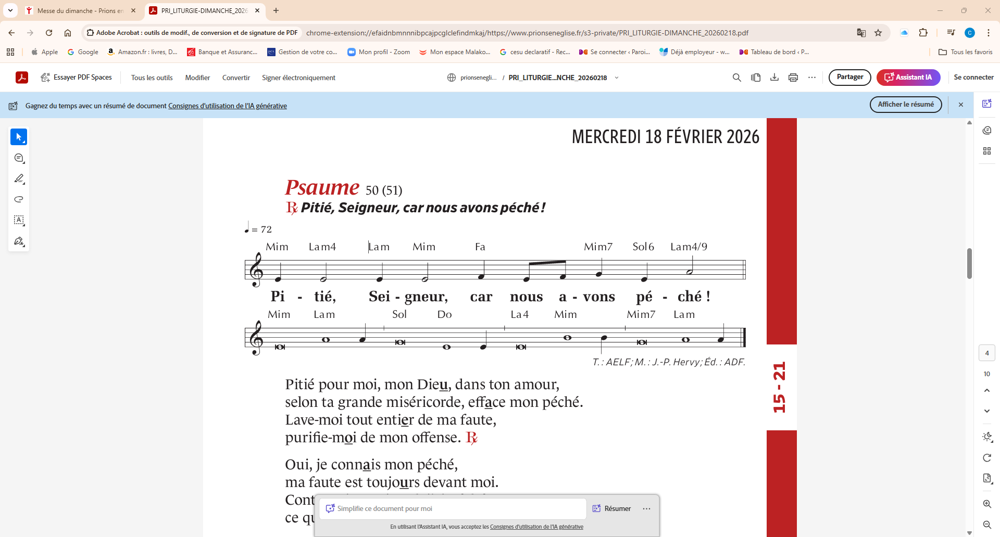 Messe du dimanche - Prions en
PRI_LITURGIE-DIMANCHE_2026
Adobe Acrobat : outils de modif., de conversion et de signature de PDF
chrome-extension://efaidnbmnnnibpcajpcglclefindmkaj/https://www.prionseneglise.fr/s3-private/PRI_LITURGIE-DIMANCHE_20260218.pdf
C
Apple
Google
Amazon.fr : livres, D...
Banque et Assuranc...
Gestion de votre co...
Mon profil - Zoom
Mon espace Malako...
cesu declaratif - Rec...
Se connecter ‹ Paroi...
Déjà employeur - w...
Tableau de bord ‹ P...
Tous les favoris
Essayer PDF Spaces
Tous les outils
Modifier
Convertir
Signer électroniquement
prionsenegli... / PRI_LITURGIE...NCHE_20260218
Partager
Assistant IA
Se connecter
Gagnez du temps avec un résumé de document Consignes d'utilisation de l'IA générative
Afficher le résumé
MERCREDI 18 FÉVRIER 2026
Psaume 50 (51)
℟ Pitié, Seigneur, car nous avons péché !
= 72
Mim Lam4 Lam Mim Fa Mim7 Sol6 Lam4/9
Pi - tié, Sei - gneur, car nous a - vons pé - ché !
Mim Lam Sol Do La4 Mim Mim7 Lam
T. : AELF ; M. : J.-P. Hervy ; Éd. : ADF.
Pitié pour moi, mon Dieu, dans ton amour,
selon ta grande miséricorde, efface mon péché.
Lave-moi tout entier de ma faute,
purifie-moi de mon offense. ℟
Oui, je connais mon péché,
ma faute est toujours devant moi.
Cont
ce qu
15 - 21
4
10
Simplifie ce document pour moi
Résumer
En utilisant l'Assistant IA, vous acceptez les Consignes d'utilisation de l'IA générative